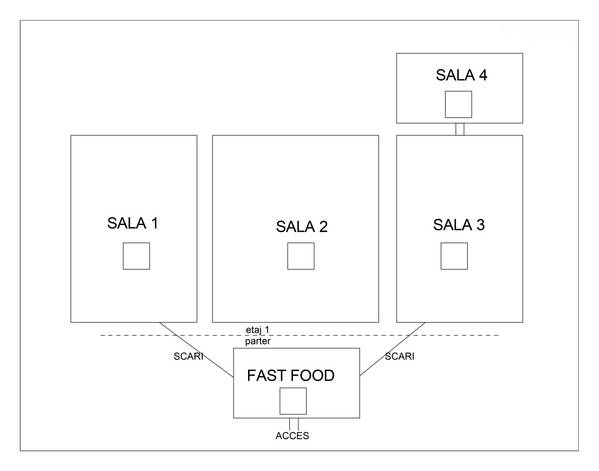 SALA 4
SALA 1
SALA 2
SALA 3
etaj 1
parter
SCARI
SCARI
FAST FOOD
ACCES